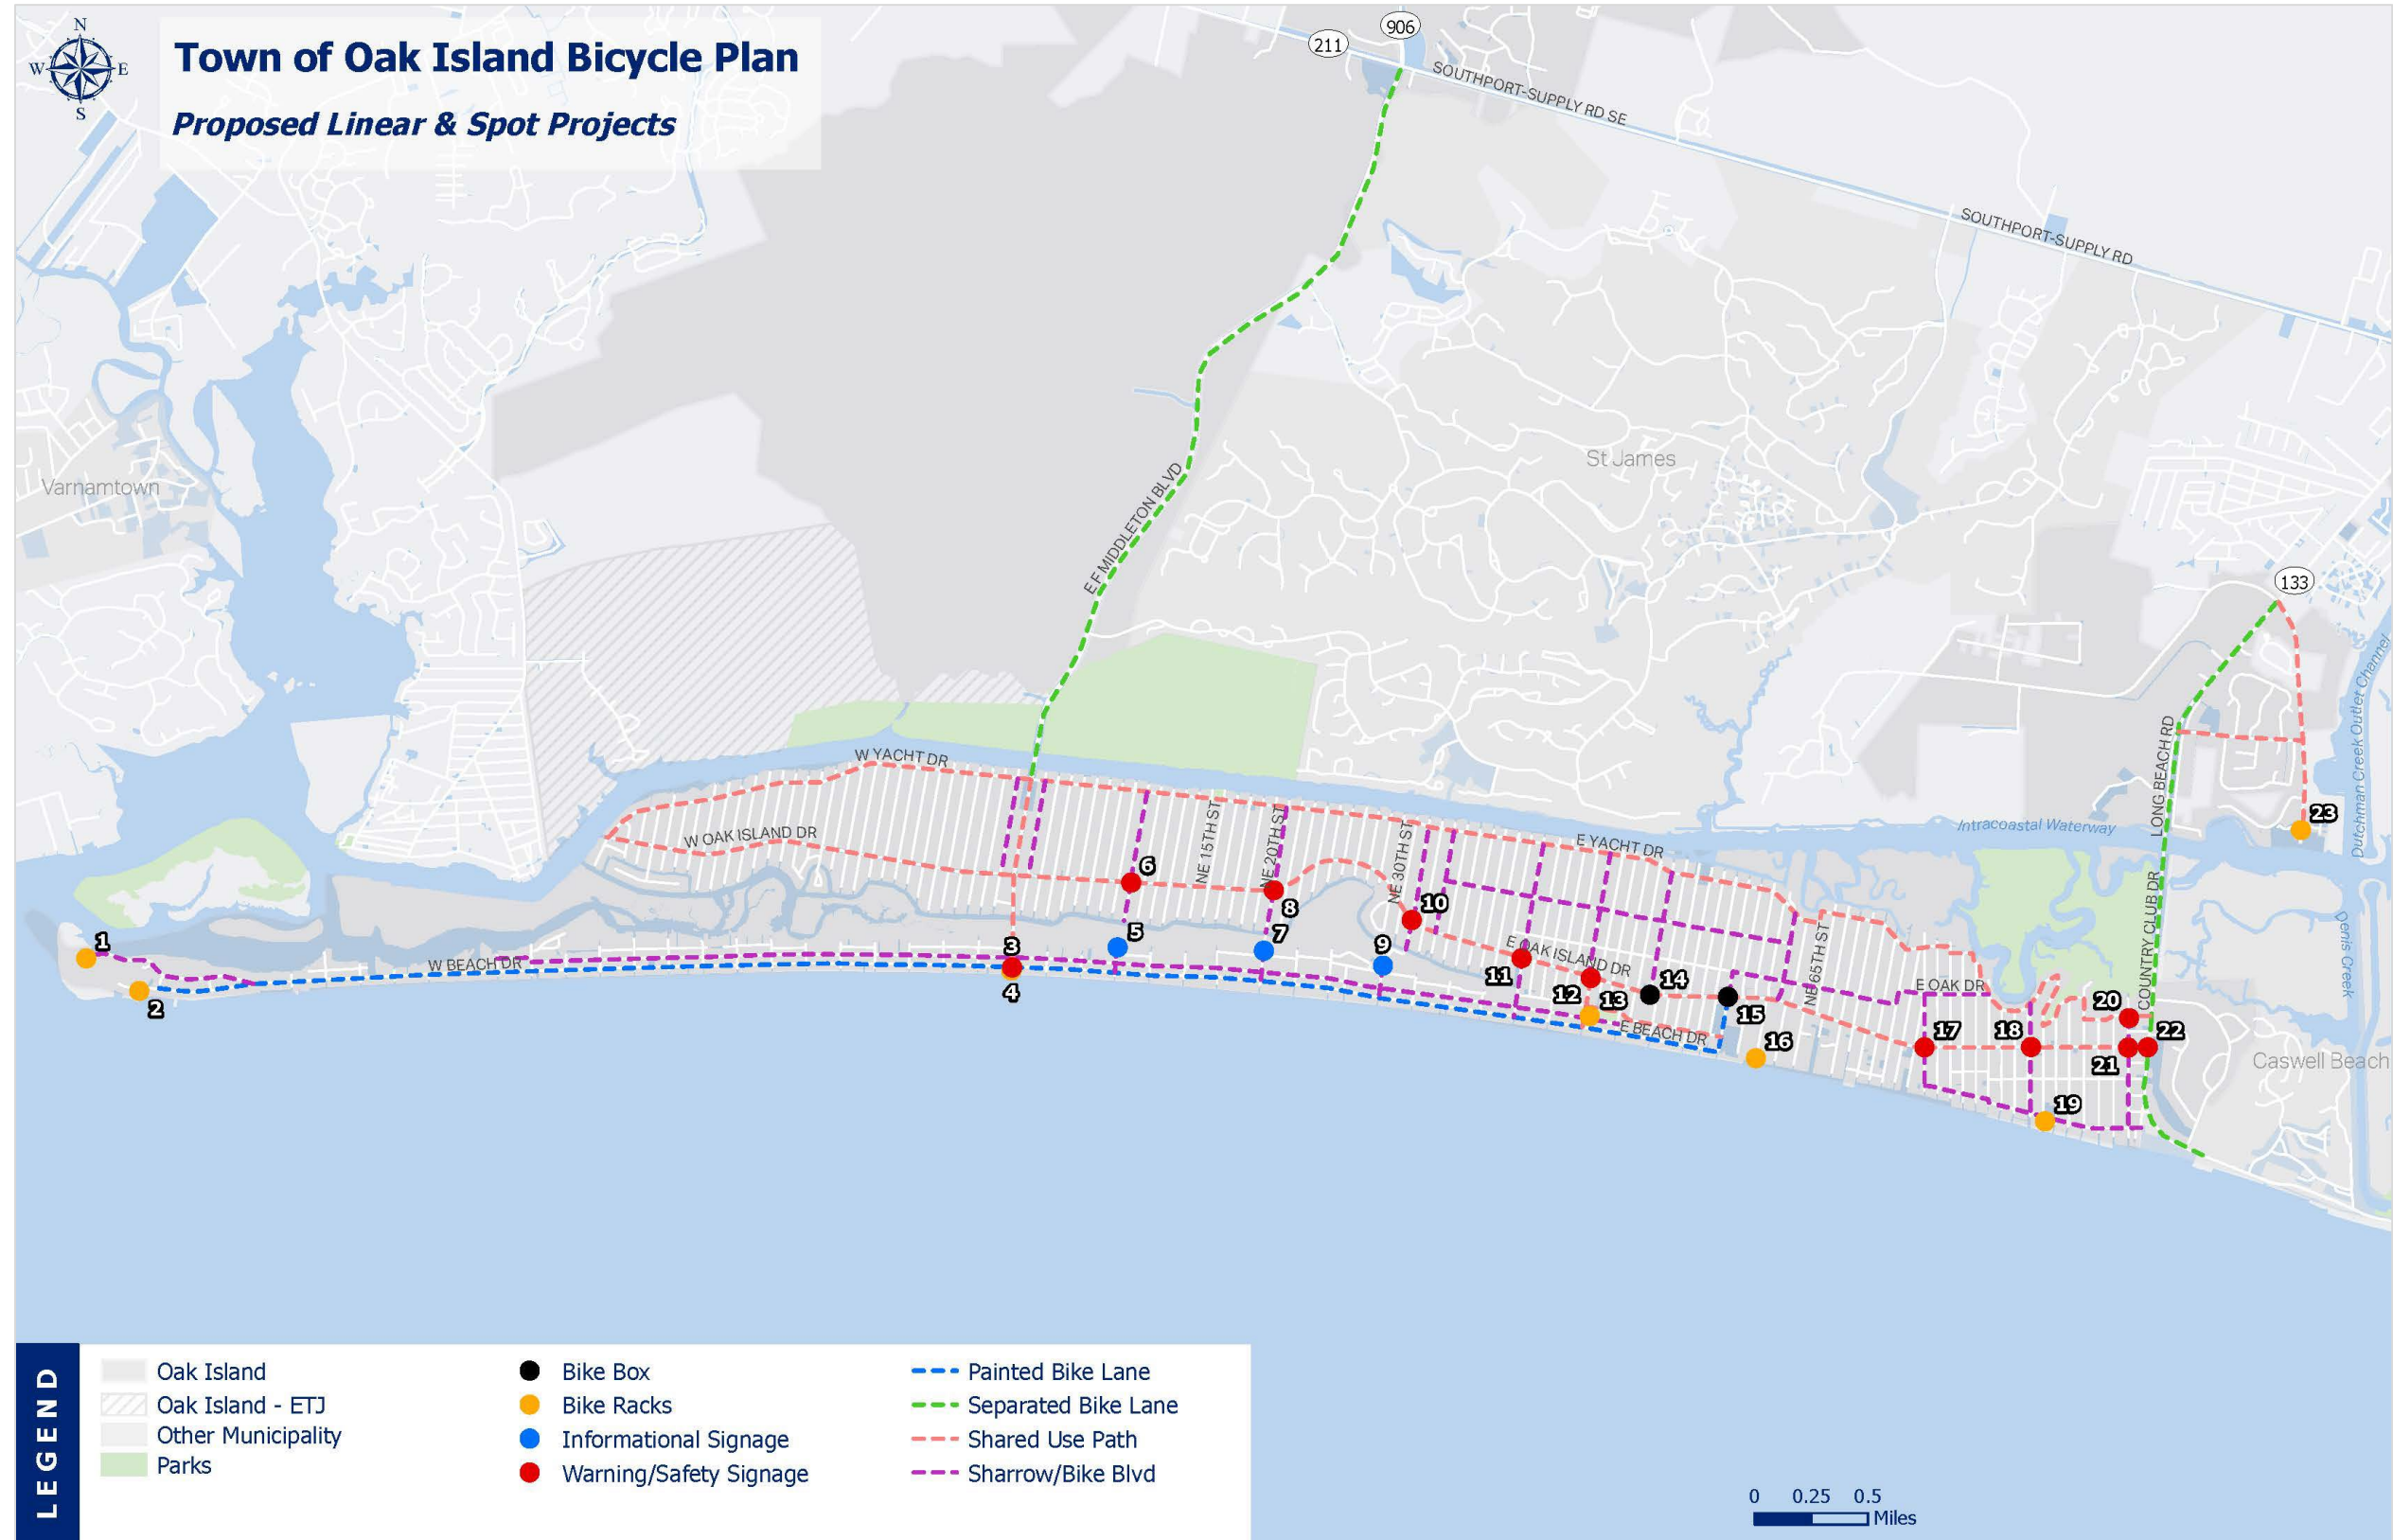 N
W E
S
Town of Oak Island Bicycle Plan
Proposed Linear & Spot Projects
906
211
SOUTHPORT-SUPPLY RD SE
SOUTHPORT-SUPPLY RD
Varnamtown
St James
E F MIDDLETON BLVD
133
Dutchman Creek Outlet Channel
LONG BEACH RD
W YACHT DR
W OAK ISLAND DR
NE 15TH ST
NE 20TH ST
NE 30TH ST
E YACHT DR
Intracoastal Waterway
23
COUNTRY CLUB DR
Denis Creek
6
8
10
1
2
W BEACH DR
3
4
5
7
9
E OAK ISLAND DR
11
12
13
14
15
16
NE 65TH ST
E OAK DR
E BEACH DR
17
18
20
22
21
19
Caswell Beach
LEGEND
Oak Island
Oak Island - ETJ
Other Municipality
Parks
Bike Box
Bike Racks
Informational Signage
Warning/Safety Signage
Painted Bike Lane
Separated Bike Lane
Shared Use Path
Sharrow/Bike Blvd
0 0.25 0.5
Miles